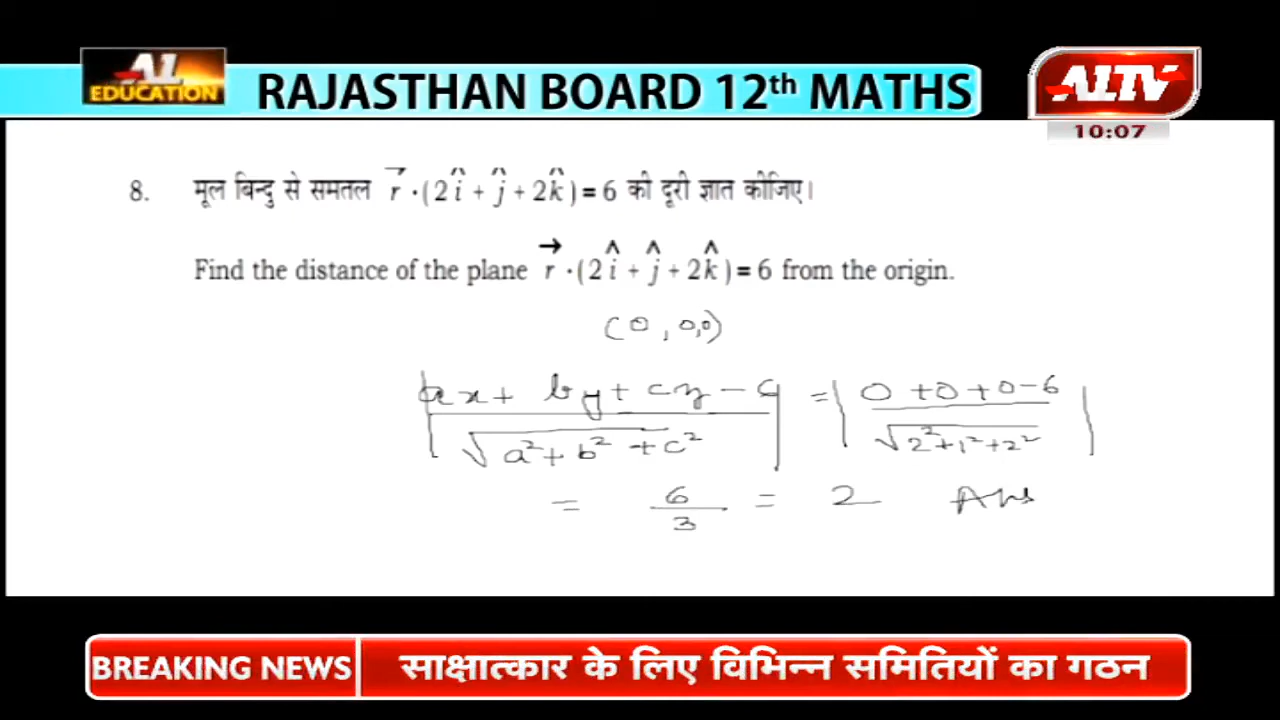 A1
EDUCATION
RAJASTHAN BOARD 12th MATHS
A1TV
10:07
8. मूल बिन्दु से समतल r⃗ · (2î + ĵ + 2k̂) = 6 की दूरी ज्ञात कीजिए।
Find the distance of the plane r⃗ · (2î + ĵ + 2k̂) = 6 from the origin.
(0, 0,0)
|ax + by + cz - 6 / √a² + b² + c²| = |0 + 0 + 0 - 6 / √2² + 1² + 2²|
= 6/3 = 2 Ans
BREAKING NEWS साक्षात्कार के लिए विभिन्न समितियों का गठन